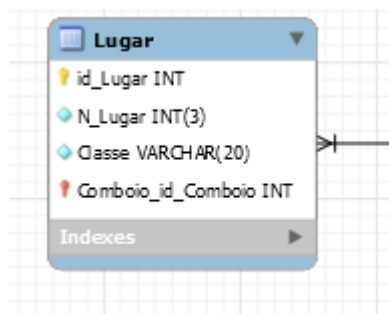 Lugar
id_Lugar INT
N_Lugar INT(3)
Classe VARCHAR(20)
Comboio_id_Comboio INT
Indexes